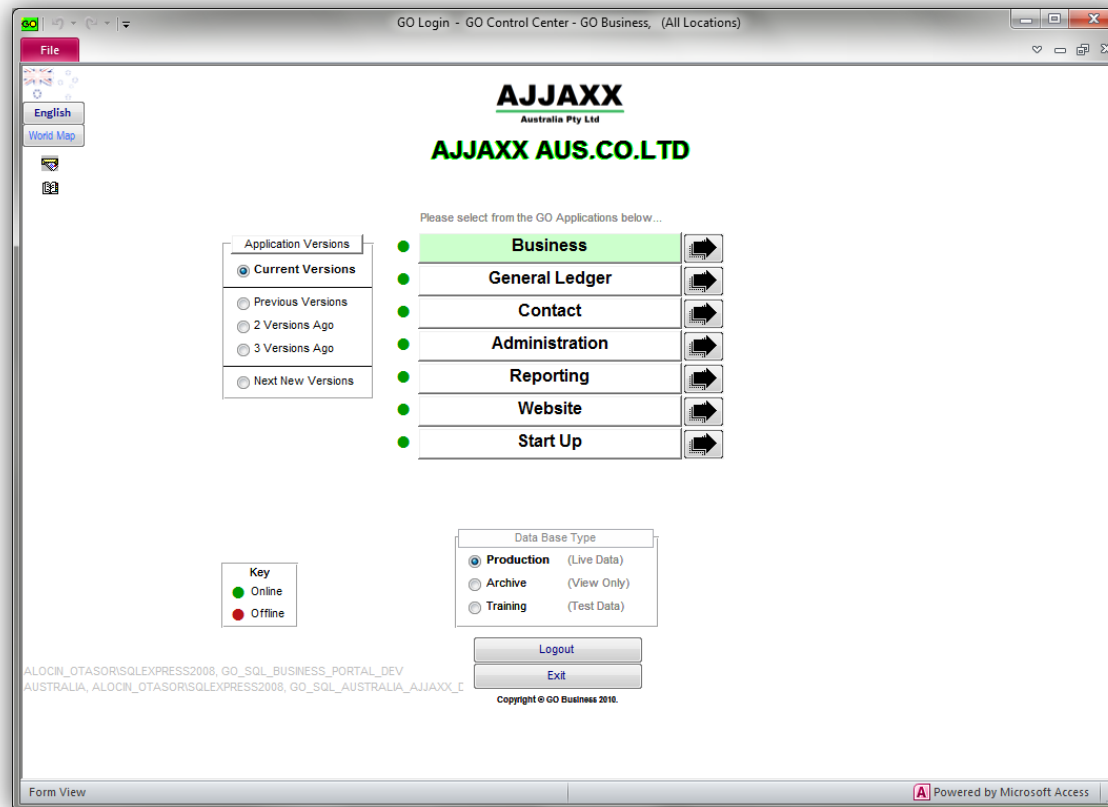 GO
GO Login - GO Control Center - GO Business, (All Locations)
File
English
World Map
AJJAXX
Australia Pty Ltd
AJJAXX AUS.CO.LTD
Please select from the GO Applications below...
Application Versions
Current Versions
Previous Versions
2 Versions Ago
3 Versions Ago
Next New Versions
Business
General Ledger
Contact
Administration
Reporting
Website
Start Up
Data Base Type
Production (Live Data)
Archive (View Only)
Training (Test Data)
Key
Online
Offline
Logout
Exit
ALOCIN_OTASOR\SQLEXPRESS2008, GO_SQL_BUSINESS_PORTAL_DEV
AUSTRALIA, ALOCIN_OTASOR\SQLEXPRESS2008, GO_SQL_AUSTRALIA_AJJAXX_D
Copyright © GO Business 2010.
Form View
A Powered by Microsoft Access